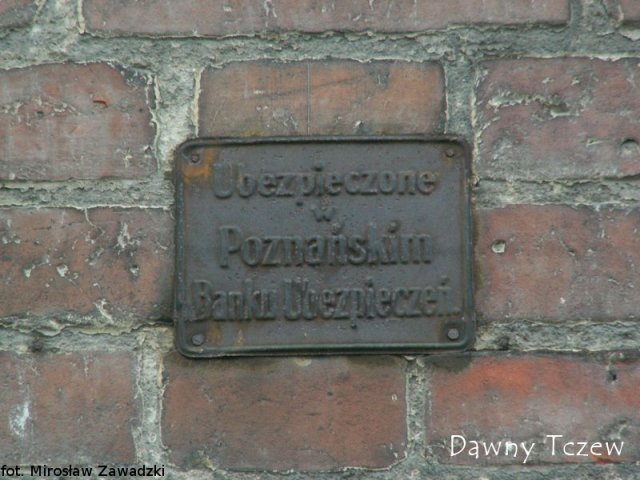 Ubezpieczone
w
Poznańskim
Banku Ubezpieczeń.
Dawny Tczew
fot. Mirosław Zawadzki